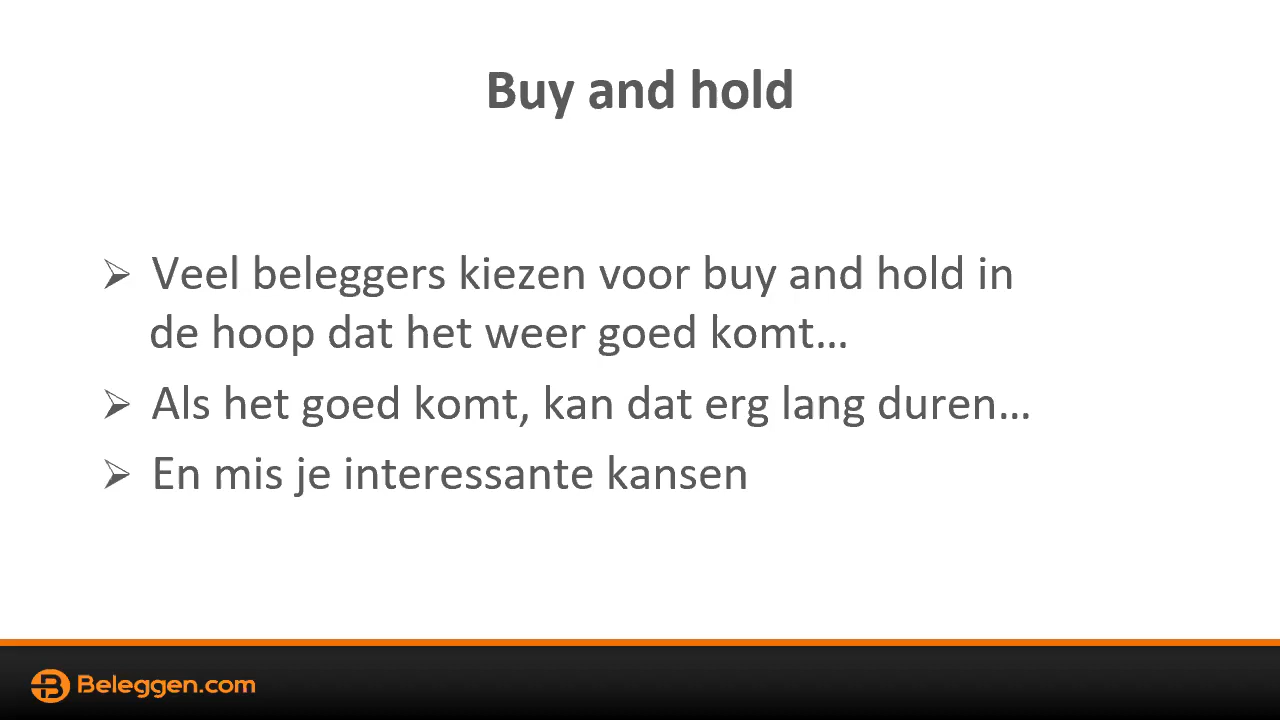 Buy and hold
➢ Veel beleggers kiezen voor buy and hold in
de hoop dat het weer goed komt…
➢ Als het goed komt, kan dat erg lang duren…
➢ En mis je interessante kansen
Beleggen.com